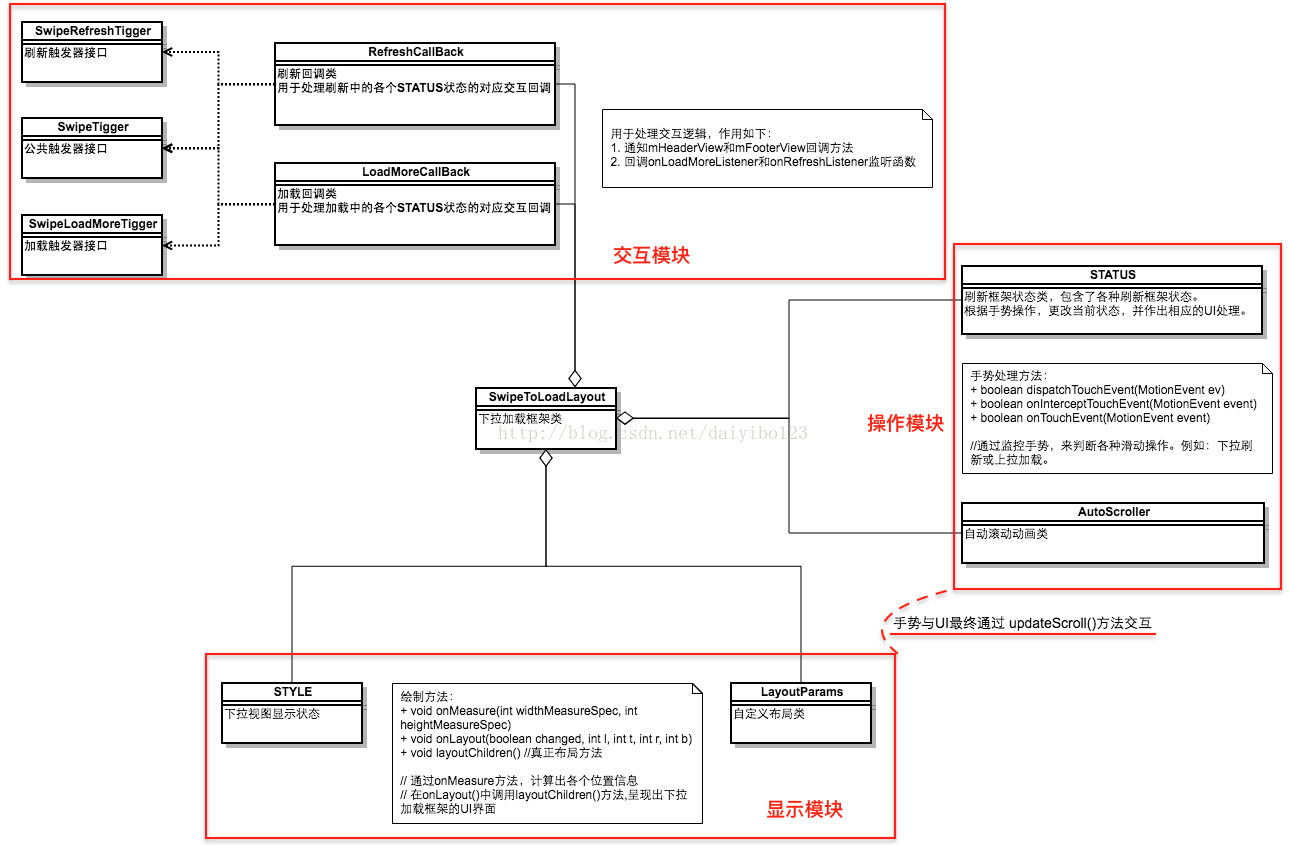 SwipeRefreshTigger
刷新触发器接口
SwipeTigger
公共触发器接口
SwipeLoadMoreTigger
加载触发器接口
RefreshCallBack
刷新回调类
用于处理刷新中的各个STATUS状态的对应交互回调
LoadMoreCallBack
加载回调类
用于处理加载中的各个STATUS状态的对应交互回调
用于处理交互逻辑，作用如下：
1. 通知mHeaderView和mFooterView回调方法
2. 回调onLoadMoreListener和onRefreshListener监听函数
交互模块
STATUS
刷新框架状态类，包含了各种刷新框架状态。
根据手势操作，更改当前状态，并作出相应的UI处理。
手势处理方法：
+ boolean dispatchTouchEvent(MotionEvent ev)
+ boolean onInterceptTouchEvent(MotionEvent event)
+ boolean onTouchEvent(MotionEvent event)
//通过监控手势，来判断各种滑动操作。例如：下拉刷
新或上拉加载。
AutoScroller
自动滚动动画类
操作模块
SwipeToLoadLayout
下拉加载框架类
http://blog.csdn.net/daiyibo123
手势与UI最终通过 updateScroll()方法交互
STYLE
下拉视图显示状态
绘制方法：
+ void onMeasure(int widthMeasureSpec, int
heightMeasureSpec)
+ void onLayout(boolean changed, int l, int t, int r, int b)
+ void layoutChildren() //真正布局方法
// 通过onMeasure方法，计算出各个位置信息
// 在onLayout()中调用layoutChildren()方法,呈现出下拉
加载框架的UI界面
LayoutParams
自定义布局类
显示模块